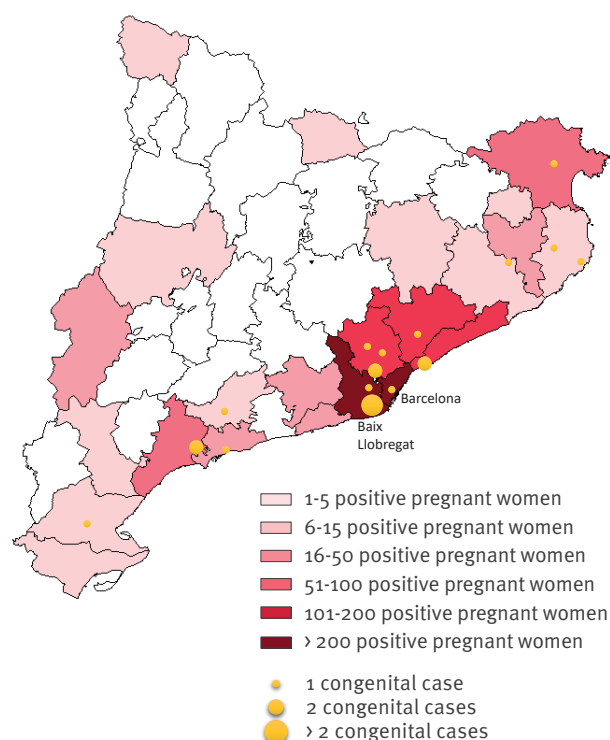 Barcelona
Baix
Llobregat
1-5 positive pregnant women
6-15 positive pregnant women
16-50 positive pregnant women
51-100 positive pregnant women
101-200 positive pregnant women
> 200 positive pregnant women
1 congenital case
2 congenital cases
> 2 congenital cases